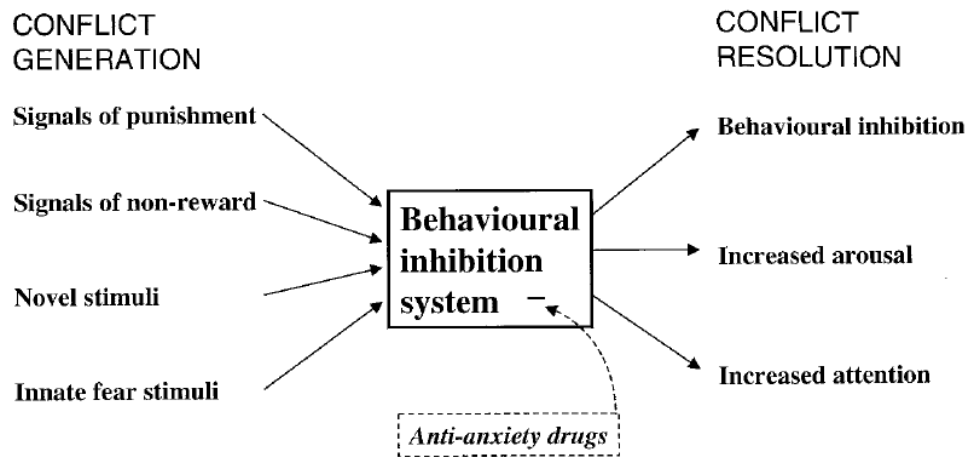 CONFLICT
GENERATION
Signals of punishment
Signals of non-reward
Novel stimuli
Innate fear stimuli
Behavioural
inhibition
system –
Anti-anxiety drugs
CONFLICT
RESOLUTION
Behavioural inhibition
Increased arousal
Increased attention